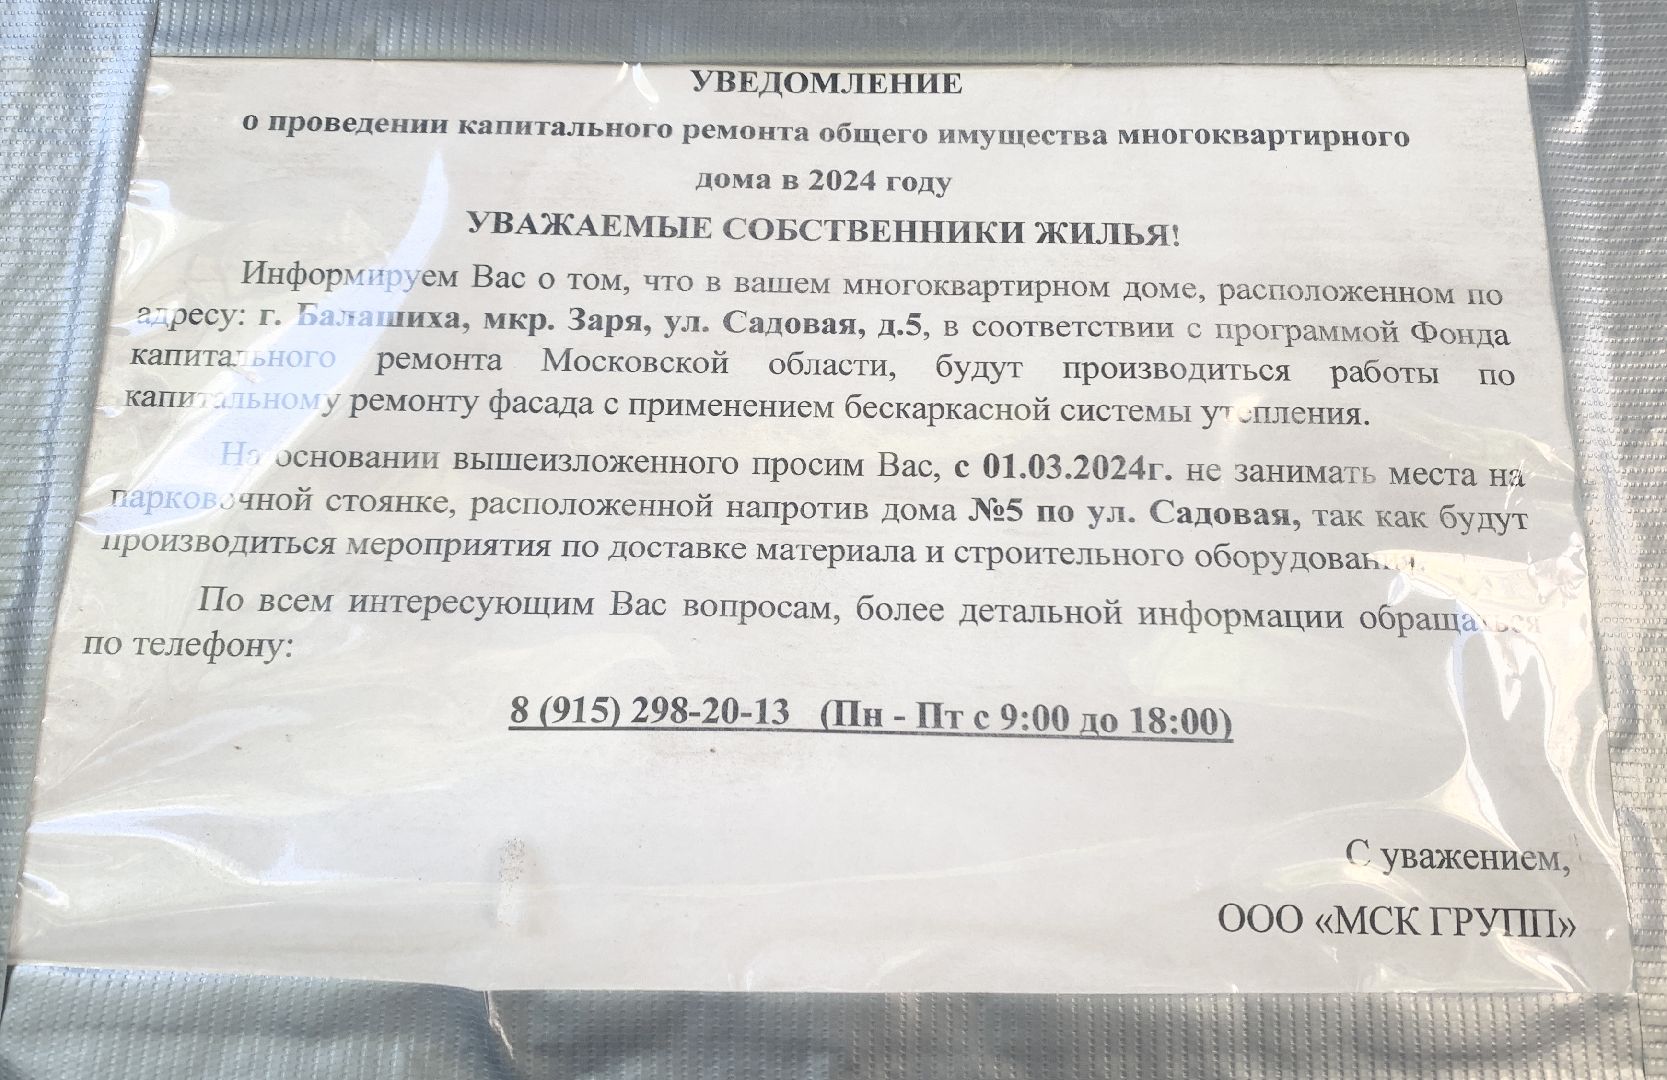 УВЕДОМЛЕНИЕ
о проведении капитального ремонта общего имущества многоквартирного
дома в 2024 году
УВАЖАЕМЫЕ СОБСТВЕННИКИ ЖИЛЬЯ!
Информируем Вас о том, что в вашем многоквартирном доме, расположенном по
адресу: г. Балашиха, мкр. Заря, ул. Садовая, д.5, в соответствии с программой Фонда
капитального ремонта Московской области, будут производиться работы по
капитальному ремонту фасада с применением бескаркасной системы утепления.
На основании вышеизложенного просим Вас, с 01.03.2024г. не занимать места на
парковочной стоянке, расположенной напротив дома №5 по ул. Садовая, так как будут
производиться мероприятия по доставке материала и строительного оборудования.
По всем интересующим Вас вопросам, более детальной информации обращаться
по телефону:
8 (915) 298-20-13 (Пн - Пт с 9:00 до 18:00)
С уважением,
ООО «МСК ГРУПП»